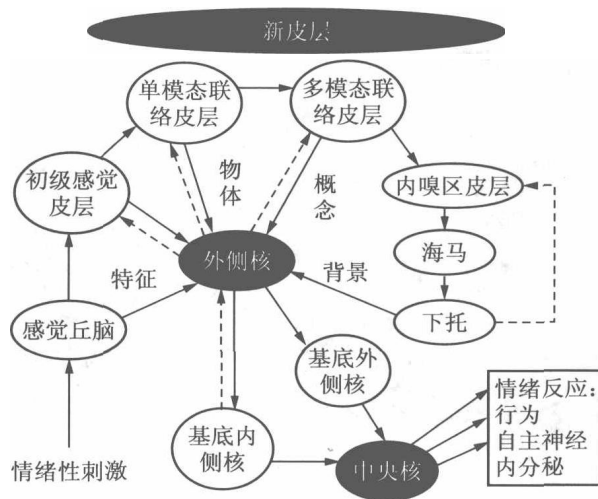 新皮层
单模态联
络皮层
多模态联
络皮层
初级感觉
皮层
物体
概念
内嗅区皮层
外侧核
海马
特征
背景
感觉丘脑
下托
基底外
侧核
基底内
侧核
中央核
情绪性刺激
情绪反应：
行为
自主神经
内分秘